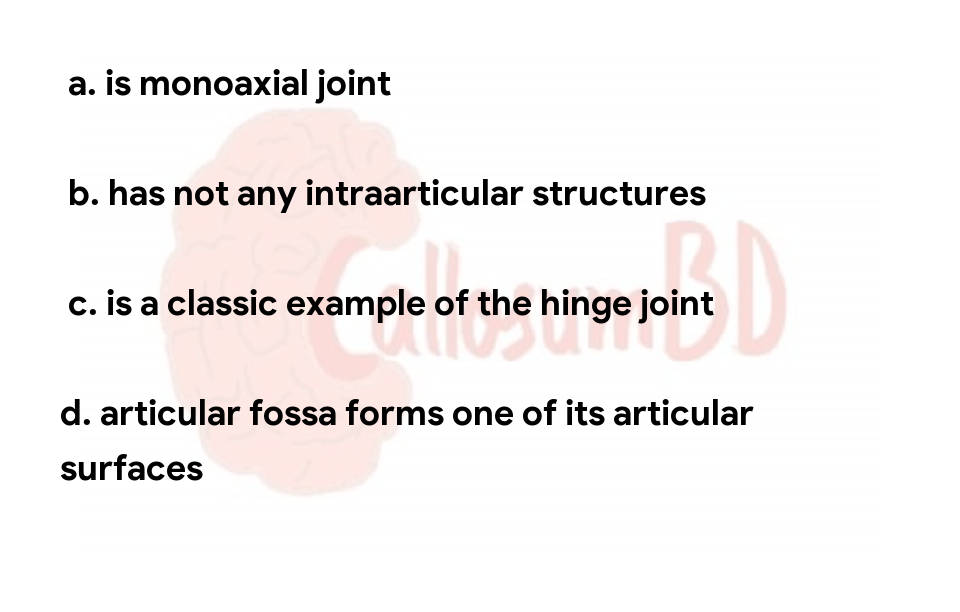 a. is monoaxial joint
b. has not any intraarticular structures
c. is a classic example of the hinge joint
CallosumBD
d. articular fossa forms one of its articular
surfaces